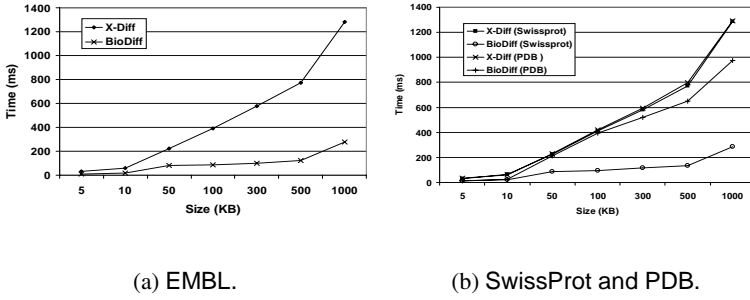 1400
1200
1000
800
600
400
200
0
Time (ms)
X-Diff
BioDiff
5 10 50 100 300 500 1000
Size (KB)
(a) EMBL.
1400
1200
1000
800
600
400
200
0
Time (ms)
X-Diff (Swissprot)
BioDiff (Swissprot)
X-Diff (PDB )
BioDiff (PDB)
5 10 50 100 300 500 1000
Size (KB)
(b) SwissProt and PDB.